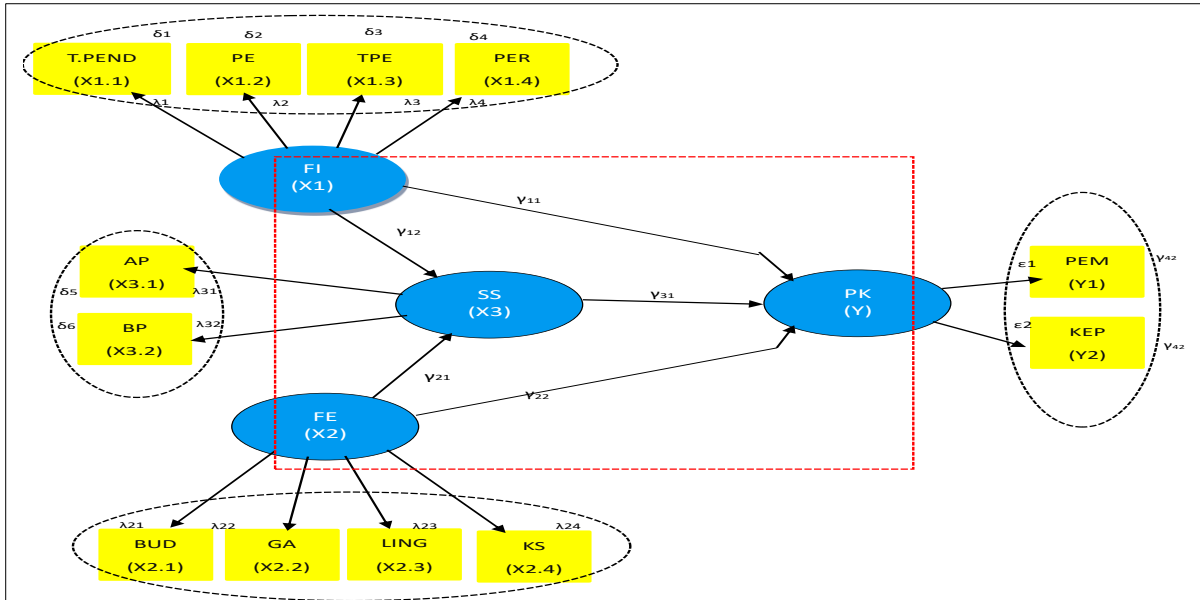 δ1 δ2 δ3 δ4
T.PEND PE TPE PER
(X1.1) (X1.2) (X1.3) (X1.4)
λ1 λ2 λ3 λ4
FI
(X1)
γ11
γ12
AP
(X3.1)
δ5 λ31
BP
(X3.2)
δ6 λ32
SS
(X3)
γ31
PK
(Y)
ε1 PEM γ42
(Y1)
ε2 KEP γ42
(Y2)
γ21
γ22
FE
(X2)
λ21 λ22 λ23 λ24
BUD GA LING KS
(X2.1) (X2.2) (X2.3) (X2.4)